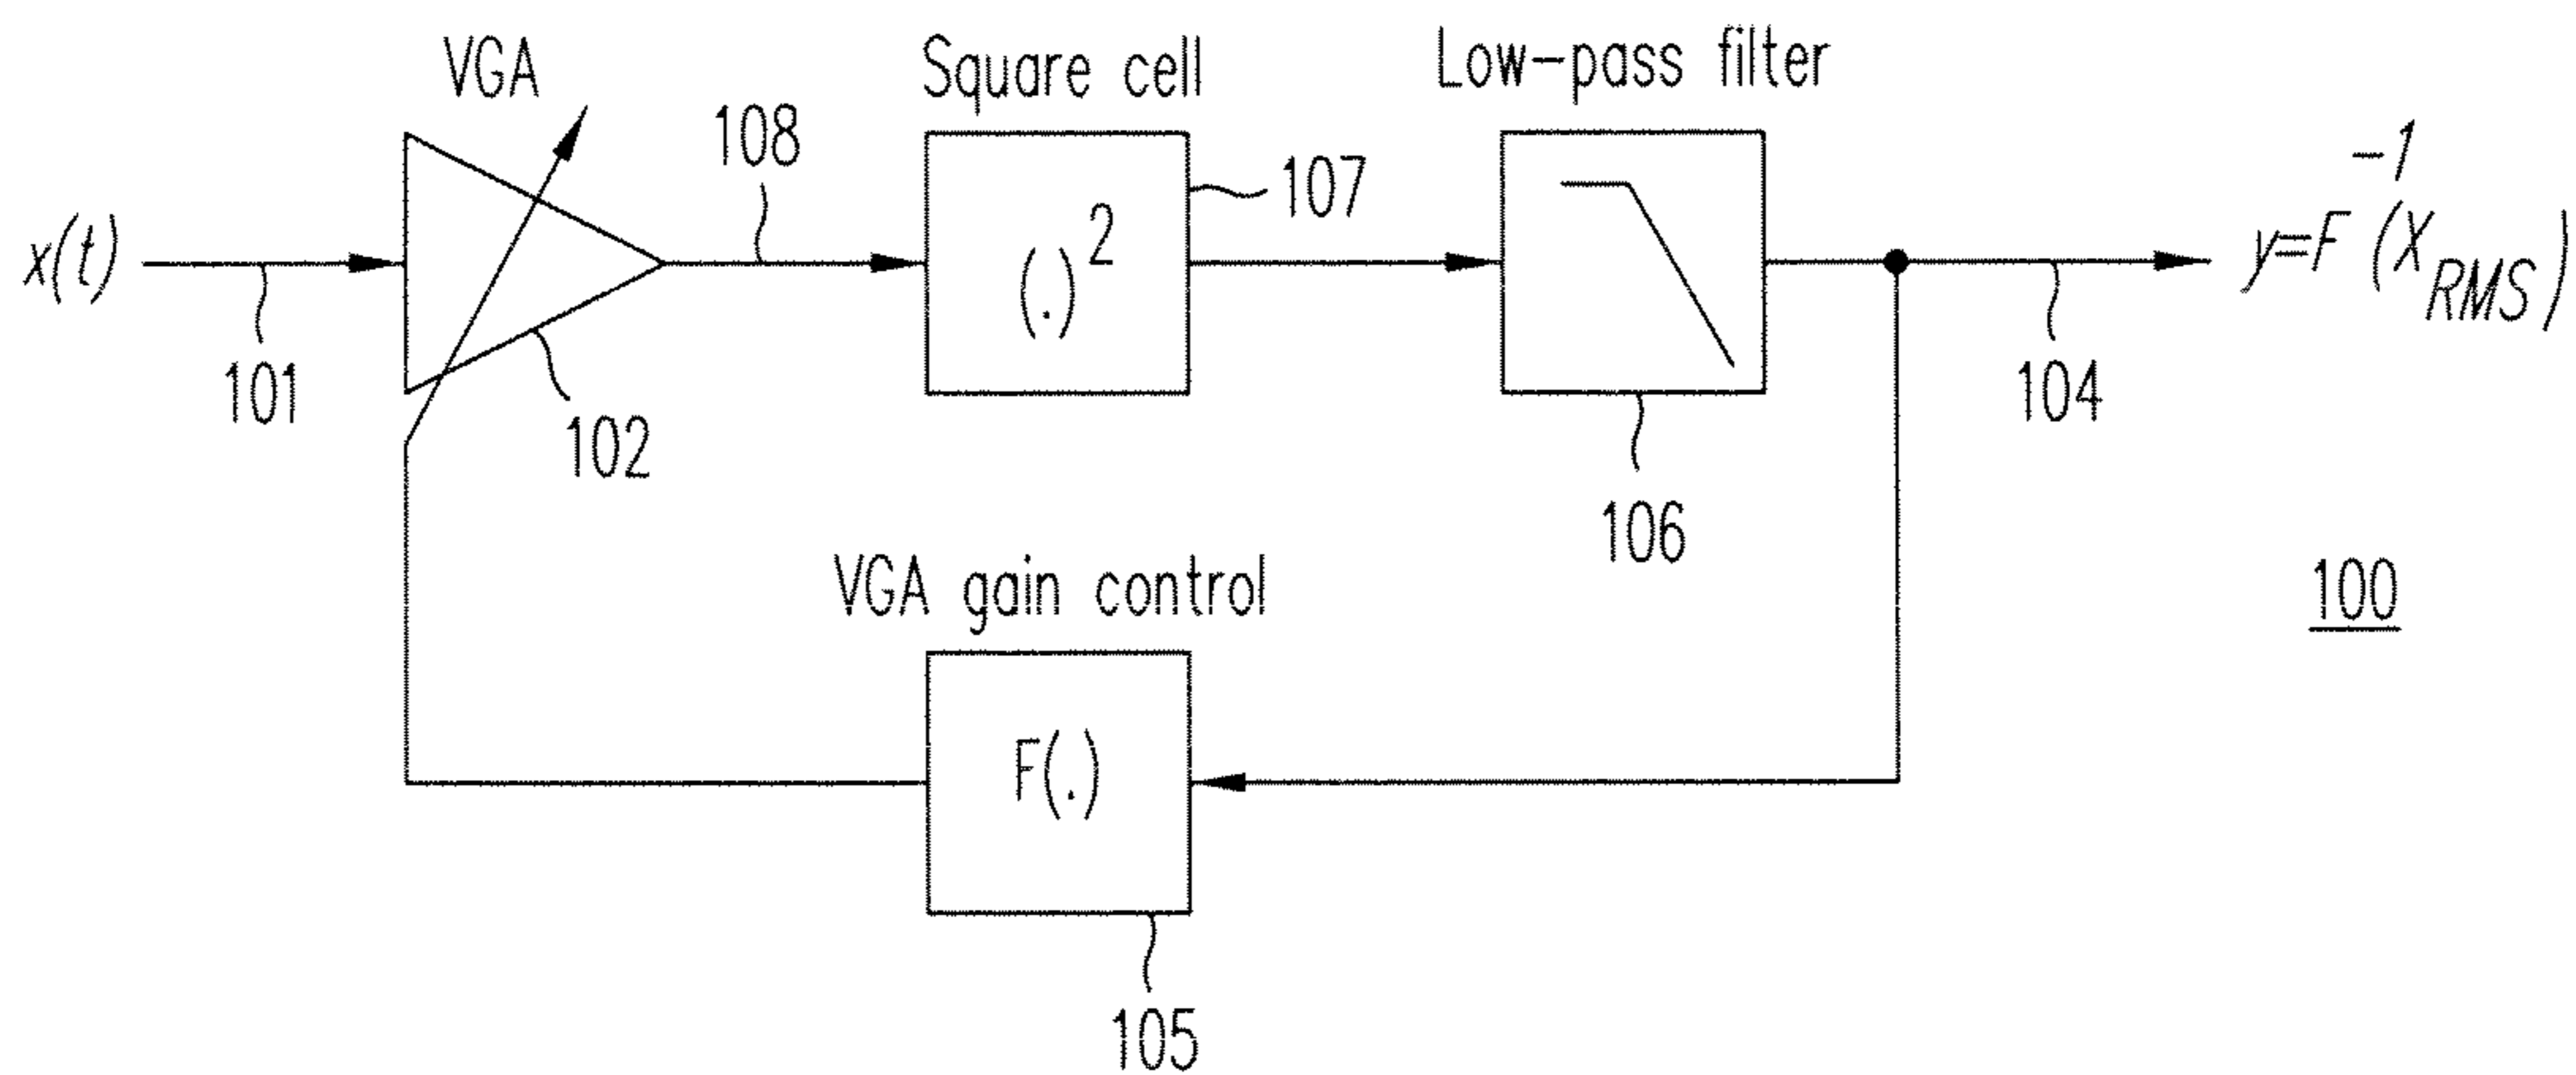 VGA
Square cell
Low-pass filter
108
107
x(t)
(.)²
y=F⁻¹(X_RMS)
101
102
104
106
VGA gain control
100
F(.)
105